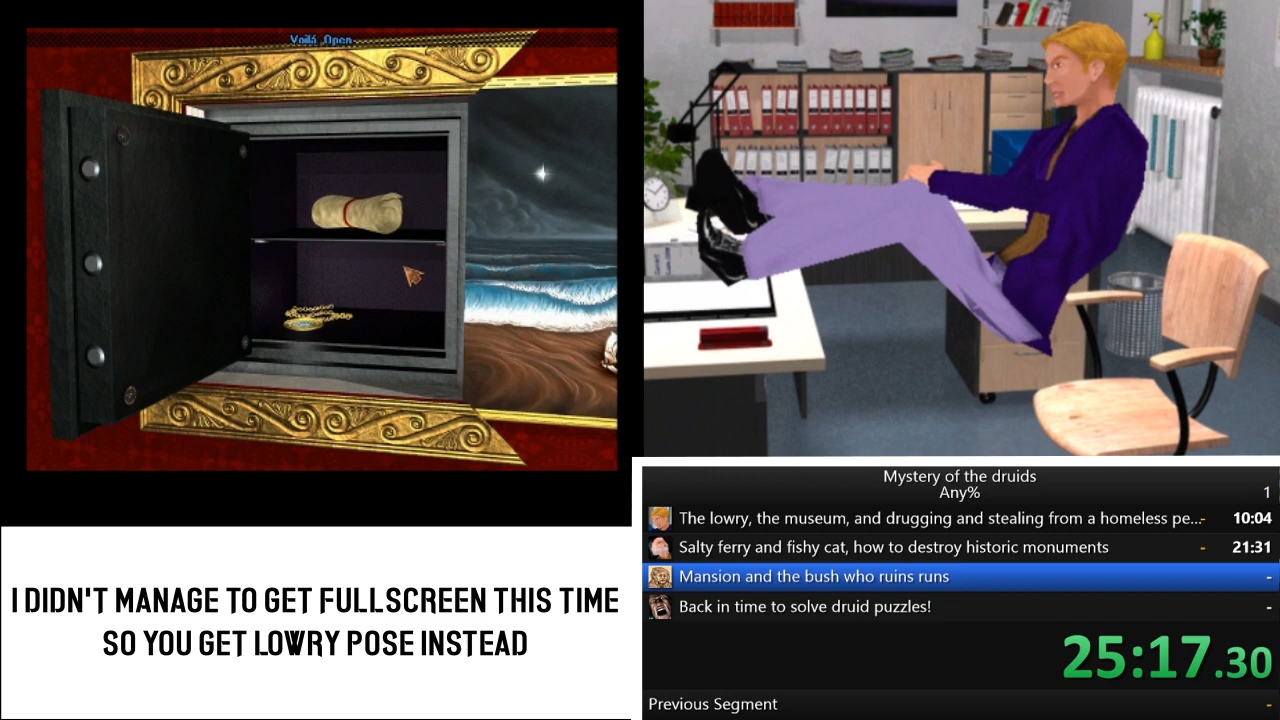 Voilá. Open.
I DIDN'T MANAGE TO GET FULLSCREEN THIS TIME
SO YOU GET LOWRY POSE INSTEAD
Mystery of the druids
Any%
1
The lowry, the museum, and drugging and stealing from a homeless pe... - 10:04
Salty ferry and fishy cat, how to destroy historic monuments - 21:31
Mansion and the bush who ruins runs -
Back in time to solve druid puzzles! -
25:17.30
Previous Segment -